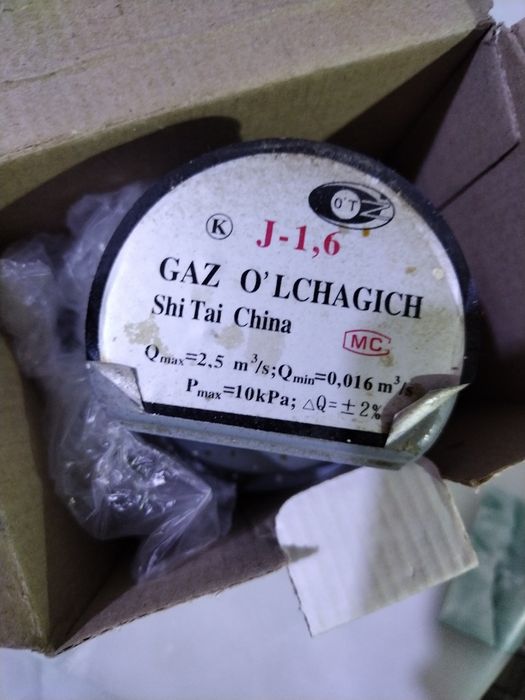 O'Z
T.
K J-1,6
GAZ O'LCHAGICH
Shi Tai China
MC
Qmax=2,5 m³/s; Qmin=0,016 m³/s
Pmax=10kPa; △Q=±2%